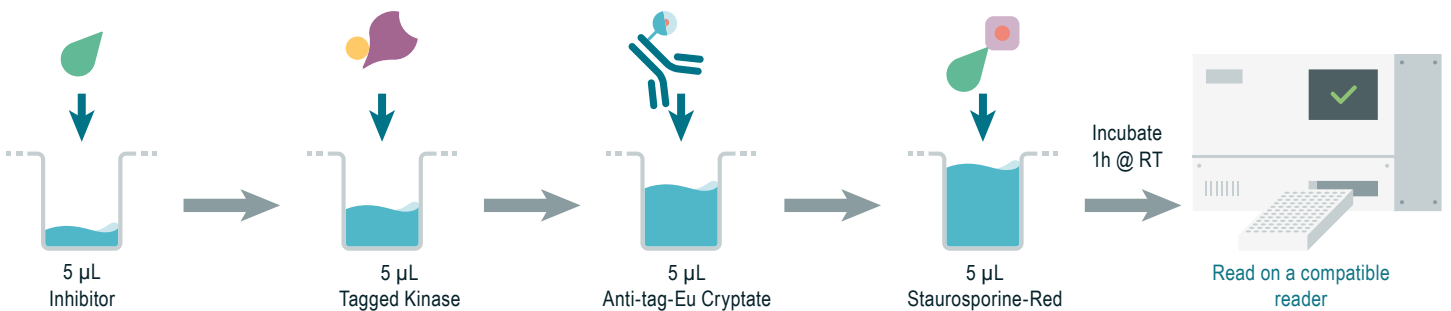 5 µL
Inhibitor
5 µL
Tagged Kinase
5 µL
Anti-tag-Eu Cryptate
5 µL
Staurosporine-Red
Incubate
1h @ RT
Read on a compatible
reader